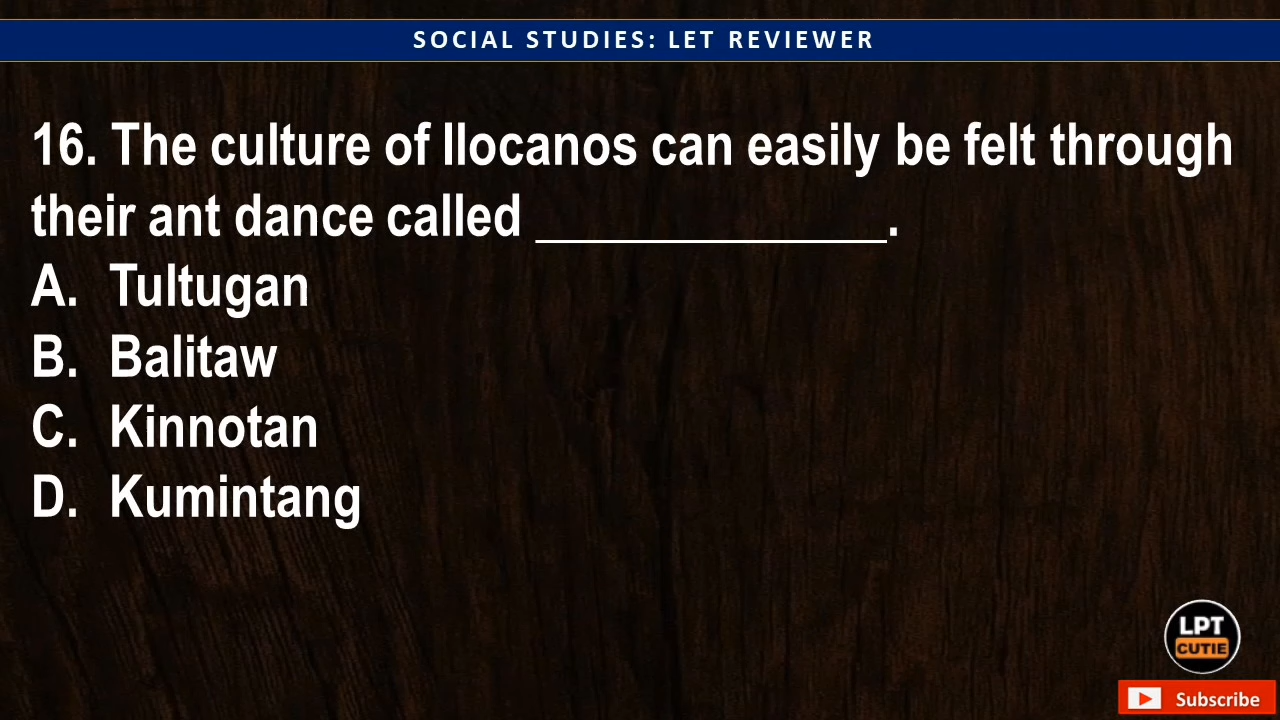 SOCIAL STUDIES: LET REVIEWER
16. The culture of Ilocanos can easily be felt through
their ant dance called ______________.
A. Tultugan
B. Balitaw
C. Kinnotan
D. Kumintang
LPT
CUTIE
Subscribe